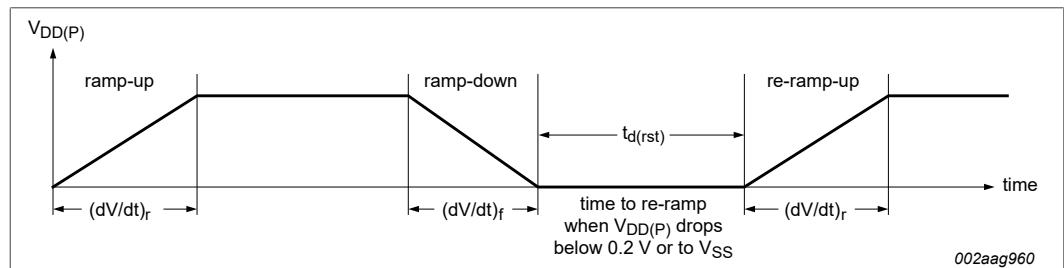 VDD(P)
ramp-up
ramp-down
re-ramp-up
td(rst)
time
(dV/dt)r
(dV/dt)f
time to re-ramp
when VDD(P) drops
below 0.2 V or to VSS
(dV/dt)r
002aag960